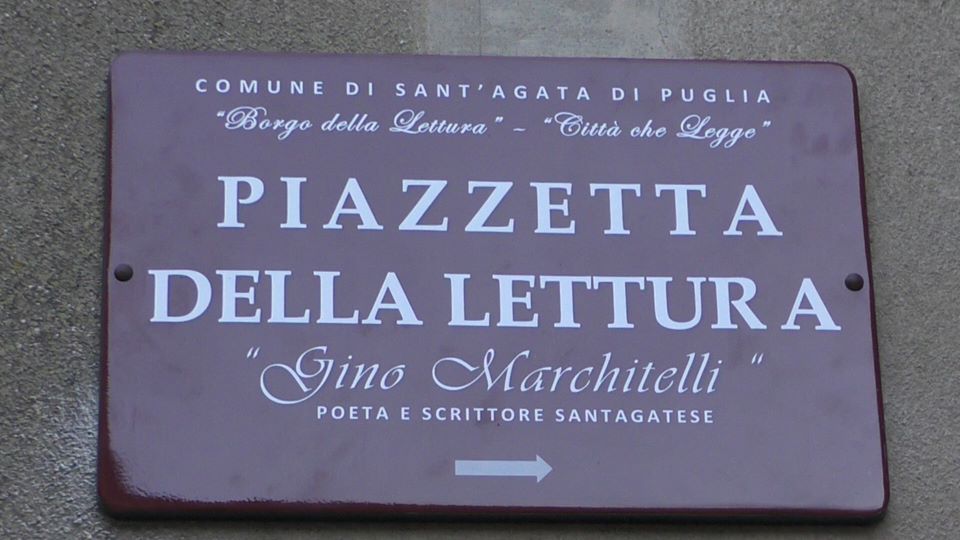 COMUNE DI SANT'AGATA DI PUGLIA
"Borgo della Lettura" - "Città che Legge"
PIAZZETTA
DELLA LETTURA
" Gino Marchitelli "
POETA E SCRITTORE SANTAGATESE